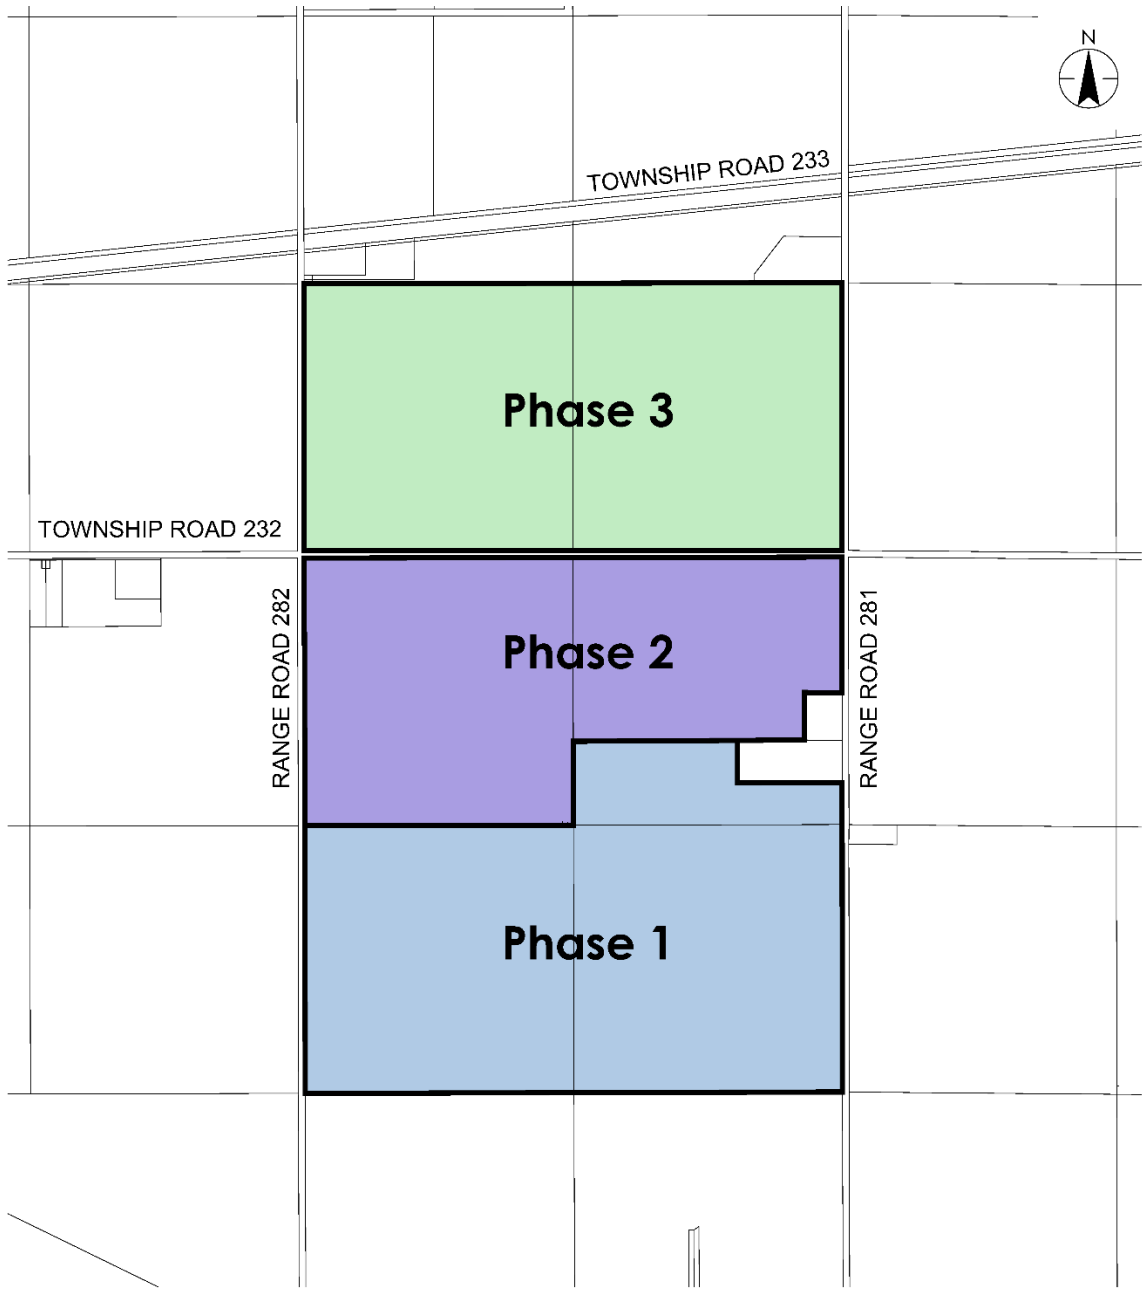 N
TOWNSHIP ROAD 233
Phase 3
TOWNSHIP ROAD 232
RANGE ROAD 282
Phase 2
RANGE ROAD 281
Phase 1